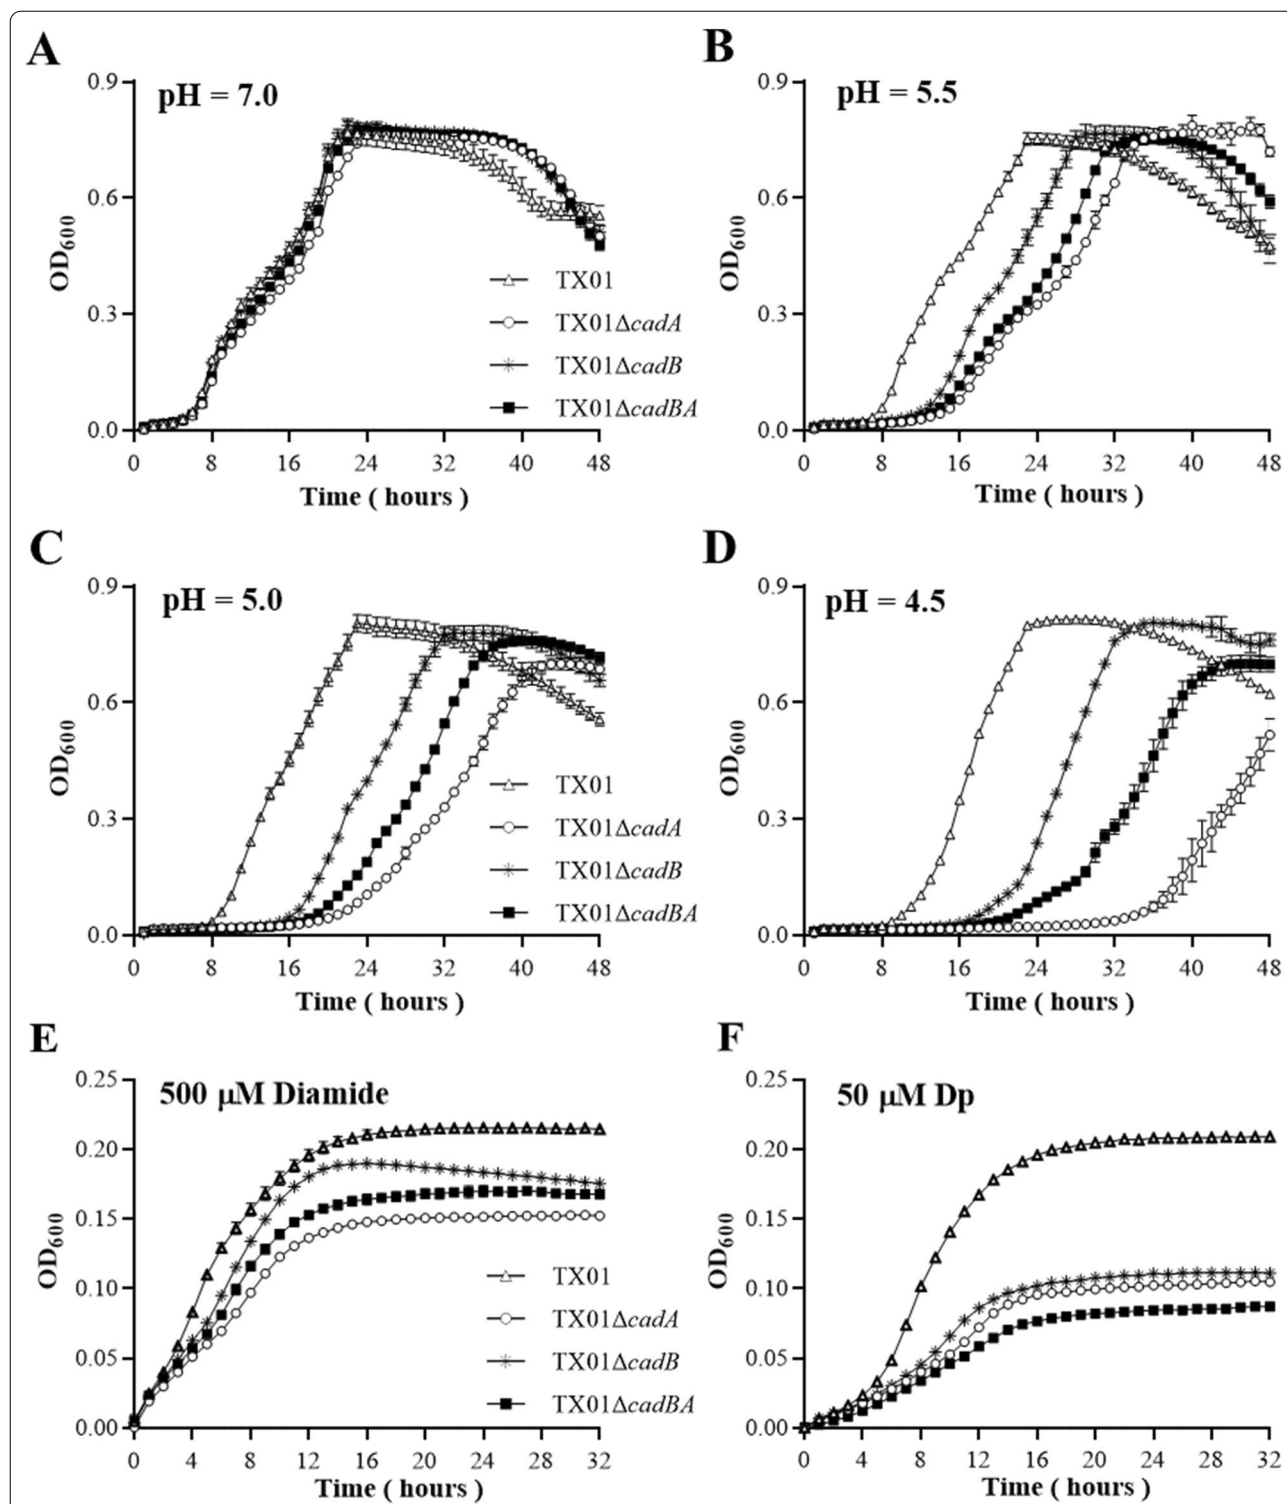 A
B
pH = 7.0
pH = 5.5
0.9
0.6
0.3
0.0
OD600
TX01
TX01ΔcadA
TX01ΔcadB
TX01ΔcadBA
0 8 16 24 32 40 48
Time ( hours )
0.9
0.6
0.3
0.0
OD600
0 8 16 24 32 40 48
Time ( hours )
C
D
pH = 5.0
pH = 4.5
0.9
0.6
0.3
0.0
OD600
TX01
TX01ΔcadA
TX01ΔcadB
TX01ΔcadBA
0 8 16 24 32 40 48
Time ( hours )
0.9
0.6
0.3
0.0
OD600
0 8 16 24 32 40 48
Time ( hours )
E
F
500 μM Diamide
50 μM Dp
0.25
0.20
0.15
0.10
0.05
0.00
OD600
TX01
TX01ΔcadA
TX01ΔcadB
TX01ΔcadBA
0 4 8 12 16 20 24 28 32
Time ( hours )
0.25
0.20
0.15
0.10
0.05
0.00
OD600
0 4 8 12 16 20 24 28 32
Time ( hours )